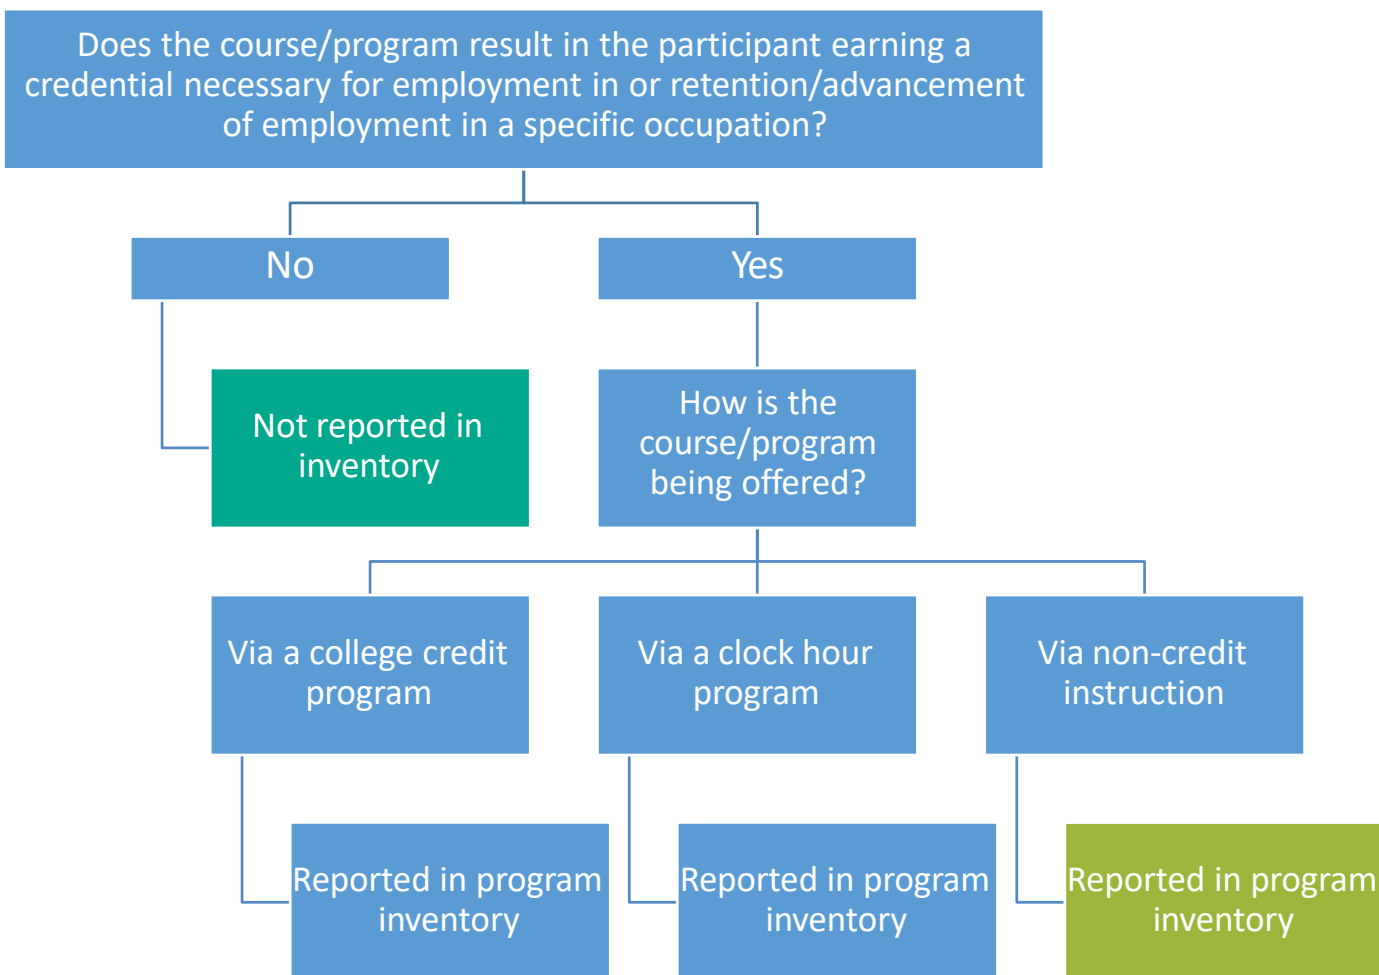 Does the course/program result in the participant earning a
credential necessary for employment in or retention/advancement
of employment in a specific occupation?
No
Yes
Not reported in
inventory
How is the
course/program
being offered?
Via a college credit
program
Via a clock hour
program
Via non-credit
instruction
Reported in program
inventory
Reported in program
inventory
Reported in program
inventory